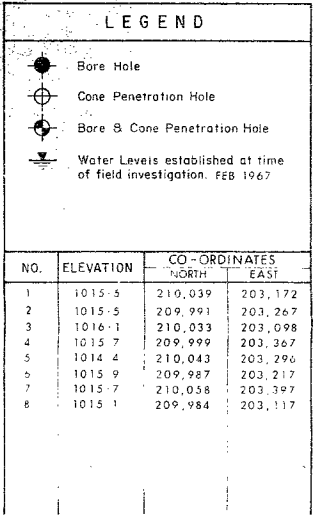 LEGEND
Bore Hole
Cone Penetration Hole
Bore & Cone Penetration Hole
Water Levels established at time
of field investigation. FEB 1967
NO. ELEVATION CO-ORDINATES
NORTH EAST
1 1015·5 210,039 203,172
2 1015·5 209,991 203,267
3 1016·1 210,033 203,098
4 1015 7 209,999 203,367
5 1014 4 210,043 203,290
6 1015 9 209,987 203,217
7 1015·7 210,058 203,397
8 1015 1 209,984 203,117